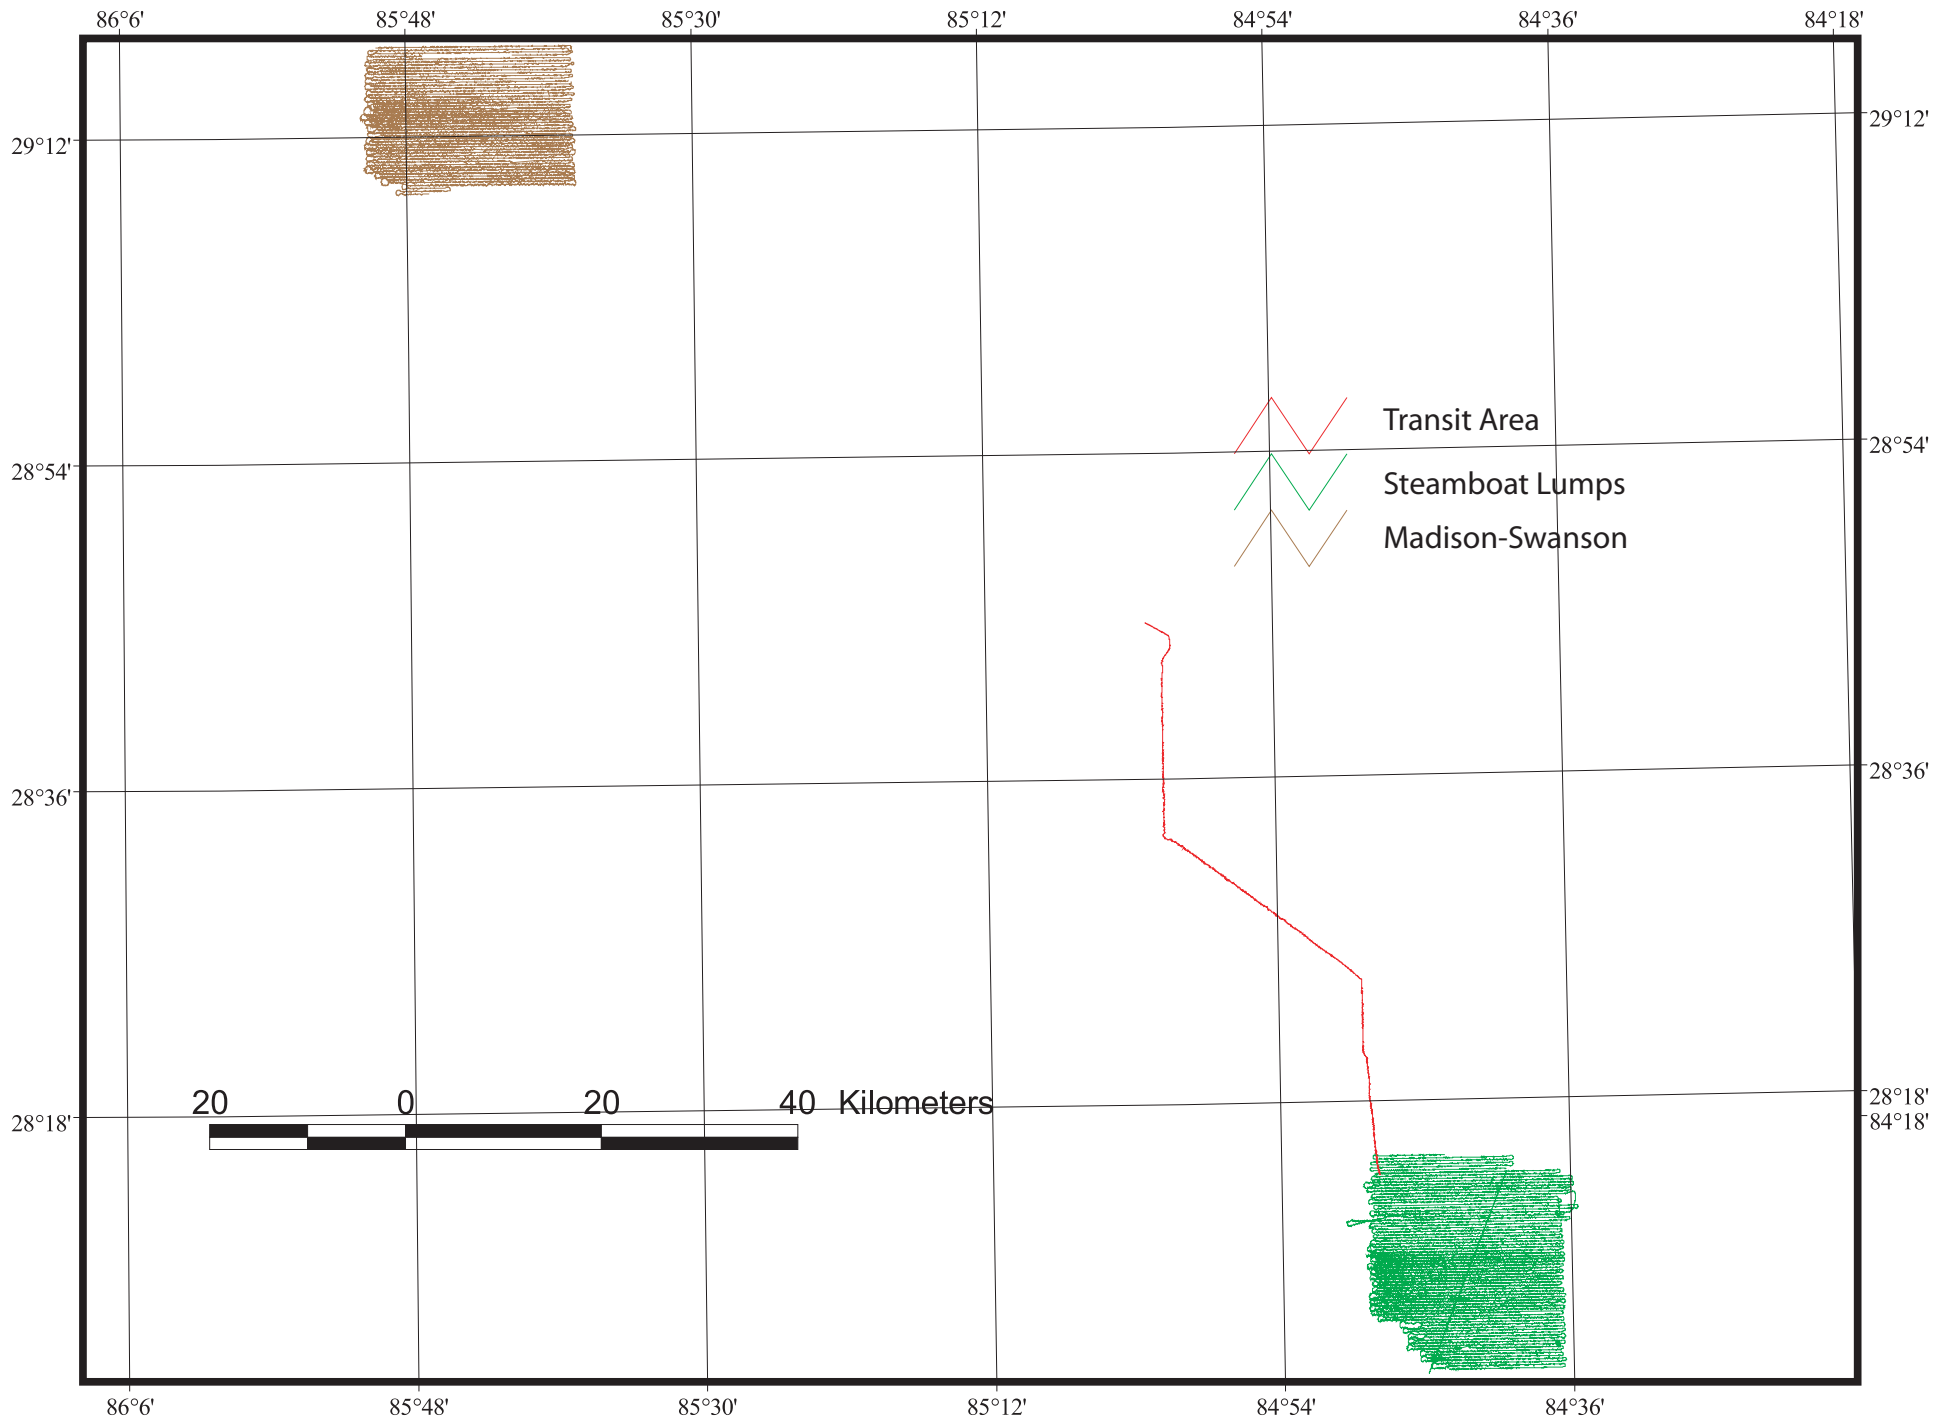 86°6' 85°48' 85°30' 85°12' 84°54' 84°36' 84°18'
29°12' 29°12'
Transit Area
28°54' 28°54'
Steamboat Lumps
Madison-Swanson
28°36' 28°36'
20 0 20 40 Kilometers
28°18' 28°18'
84°18'
86°6' 85°48' 85°30' 85°12' 84°54' 84°36'